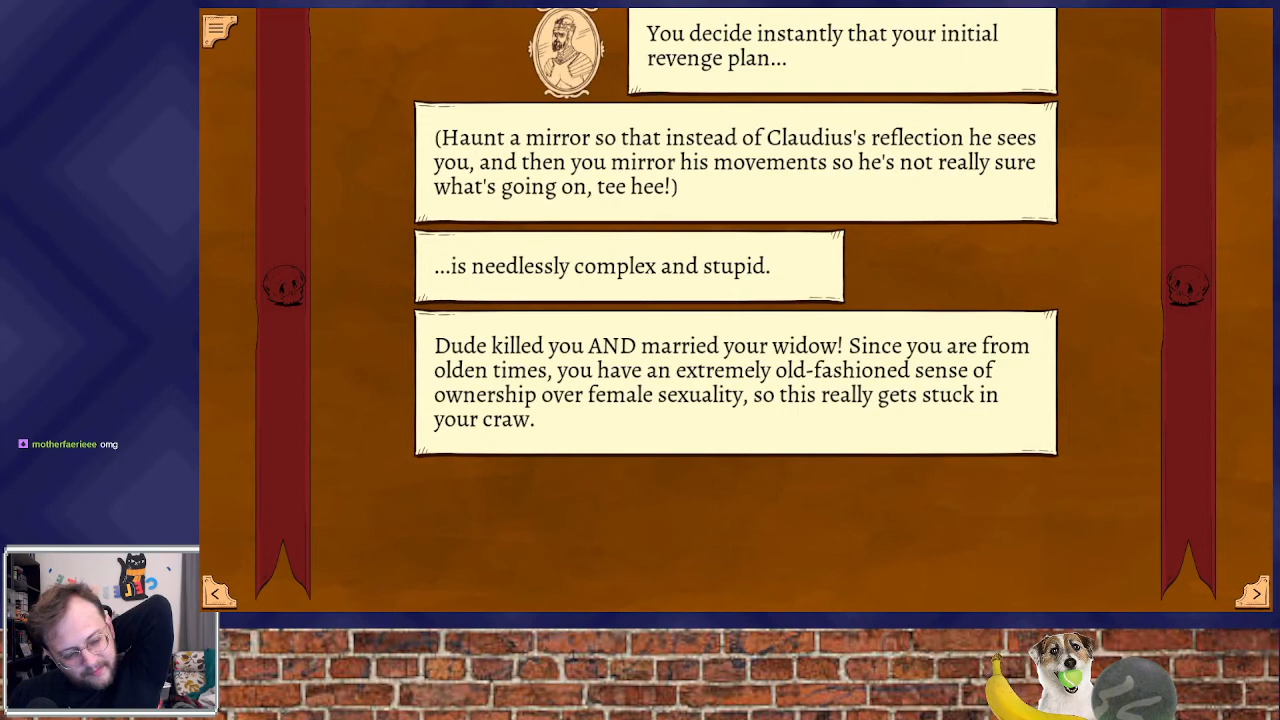 You decide instantly that your initial
revenge plan...
(Haunt a mirror so that instead of Claudius's reflection he sees
you, and then you mirror his movements so he's not really sure
what's going on, tee hee!)
...is needlessly complex and stupid.
Dude killed you AND married your widow! Since you are from
olden times, you have an extremely old-fashioned sense of
ownership over female sexuality, so this really gets stuck in
your craw.
motherfaerieee omg